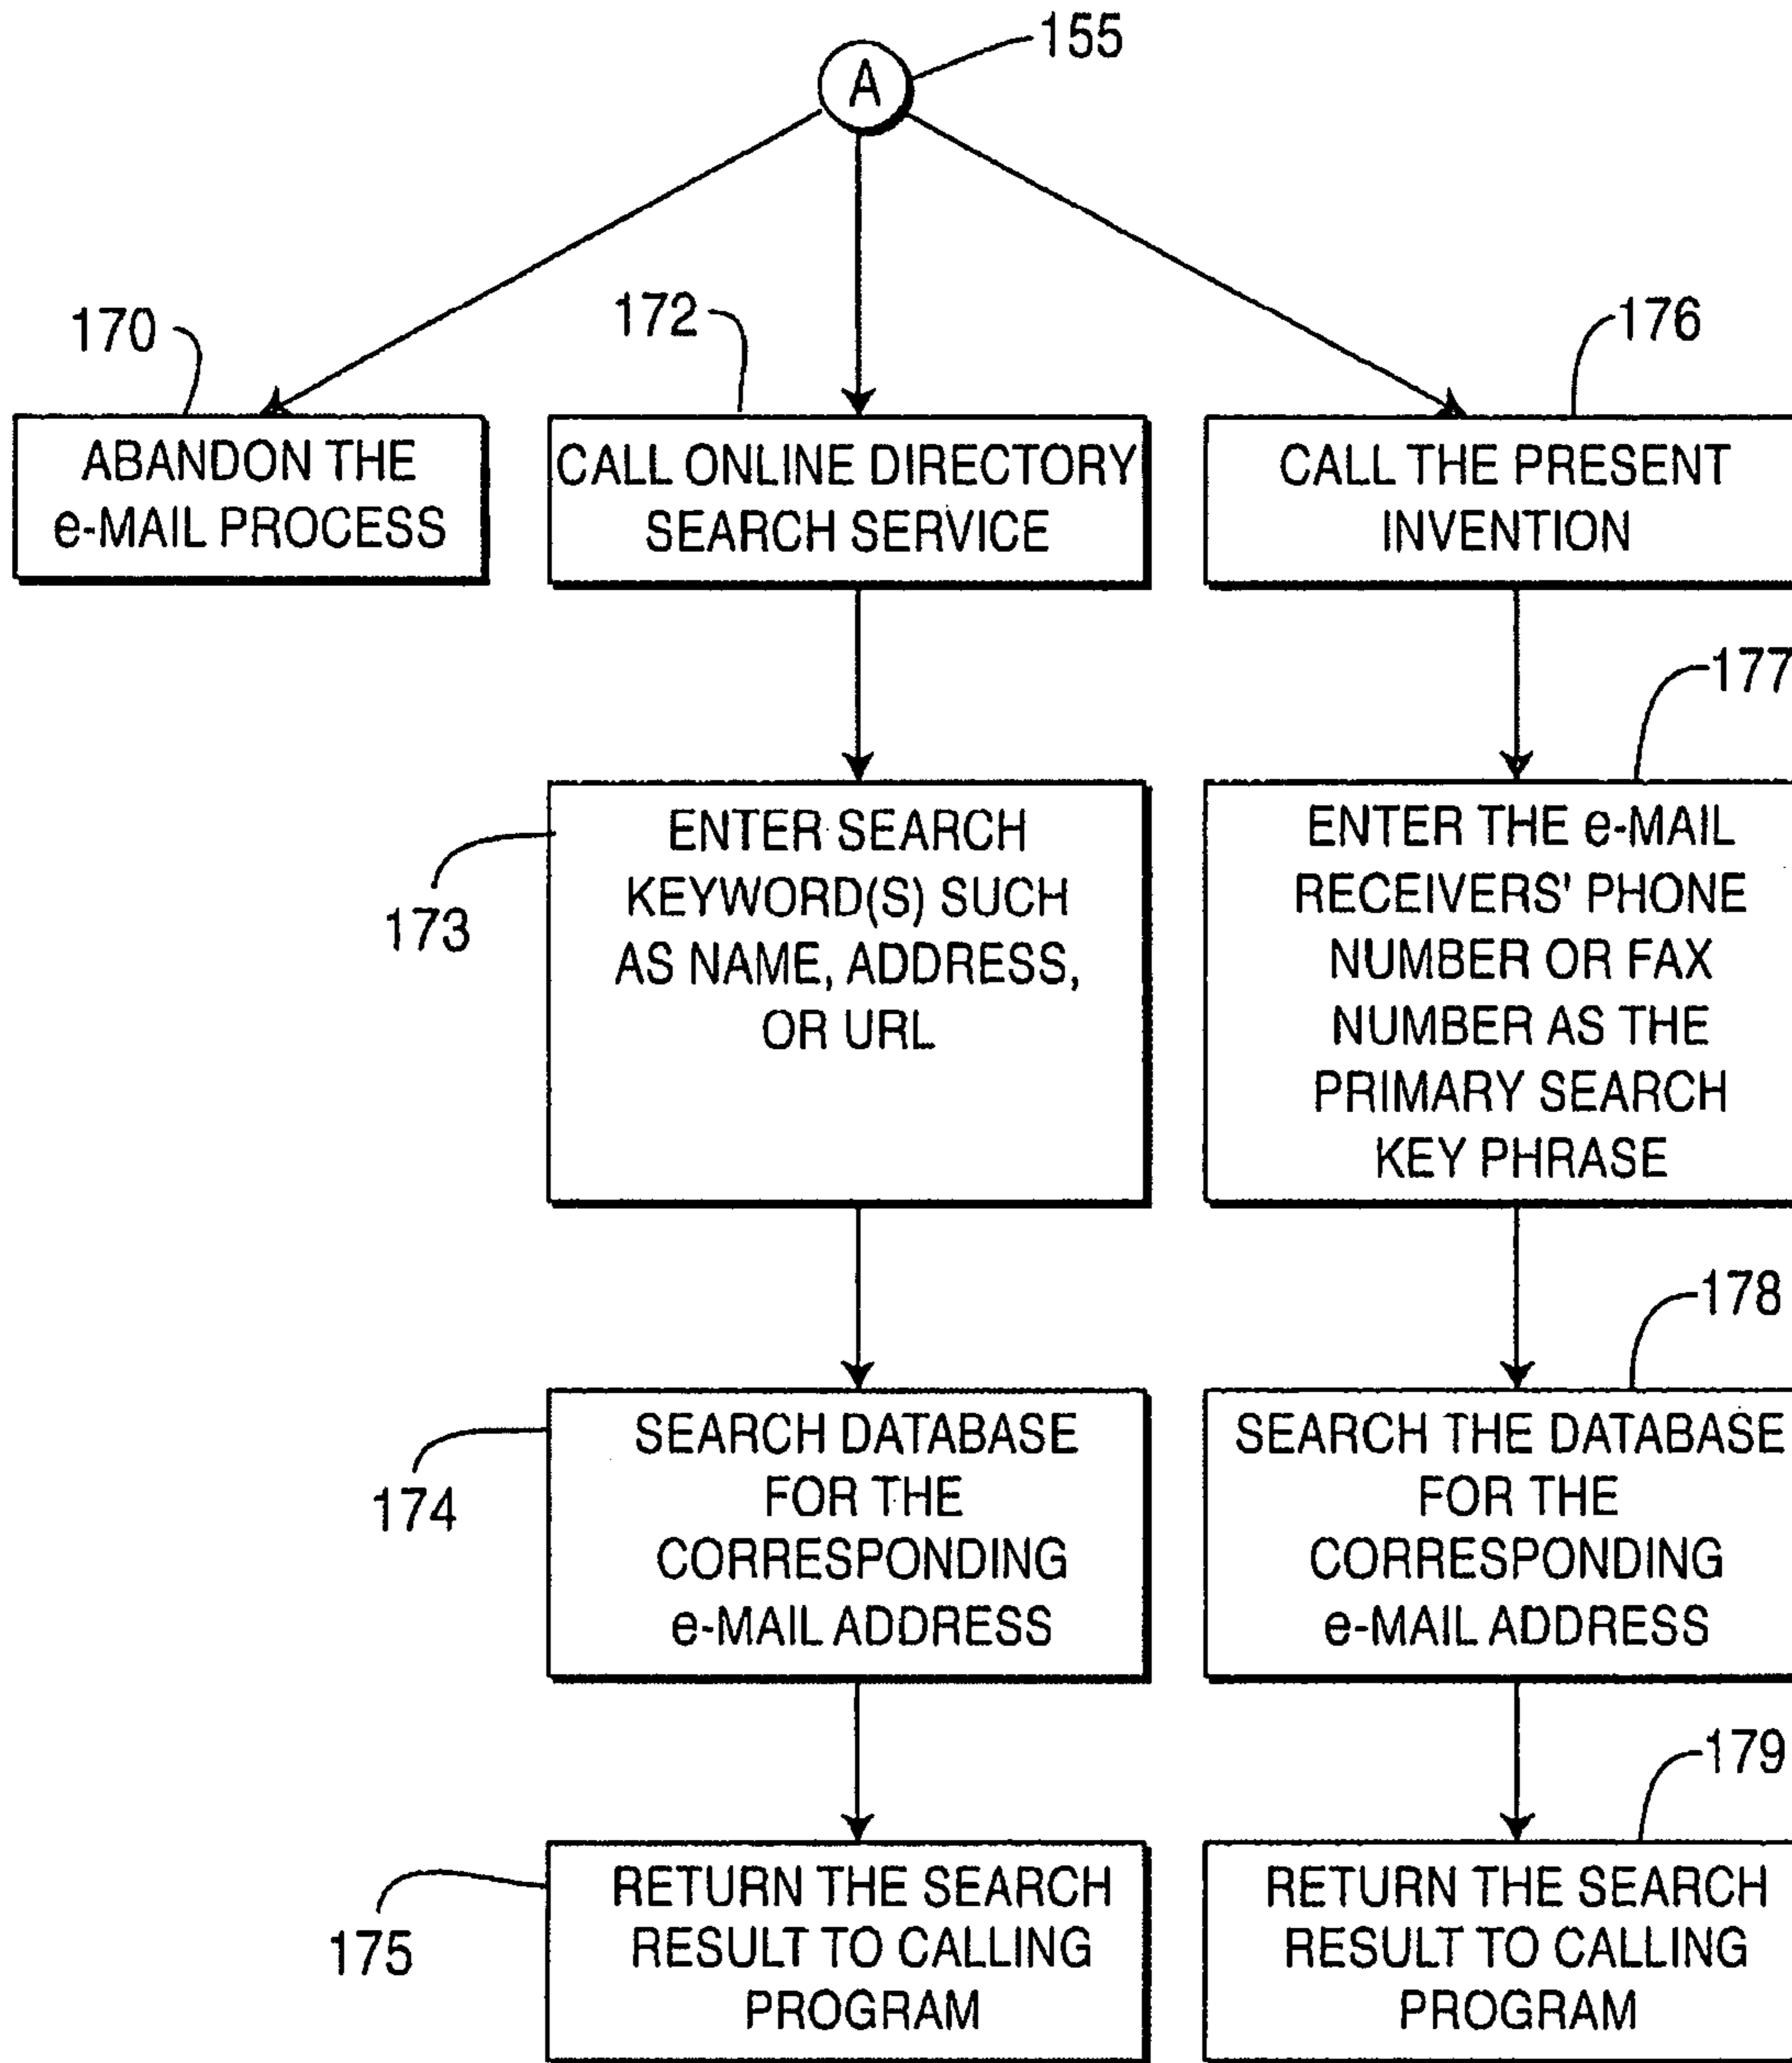 155
A
170
172
176
ABANDON THE
e-MAIL PROCESS
CALL ONLINE DIRECTORY
SEARCH SERVICE
CALL THE PRESENT
INVENTION
177
173
ENTER SEARCH
KEYWORD(S) SUCH
AS NAME, ADDRESS,
OR URL
ENTER THE e-MAIL
RECEIVERS' PHONE
NUMBER OR FAX
NUMBER AS THE
PRIMARY SEARCH
KEY PHRASE
178
174
SEARCH DATABASE
FOR THE
CORRESPONDING
e-MAIL ADDRESS
SEARCH THE DATABASE
FOR THE
CORRESPONDING
e-MAIL ADDRESS
179
175
RETURN THE SEARCH
RESULT TO CALLING
PROGRAM
RETURN THE SEARCH
RESULT TO CALLING
PROGRAM